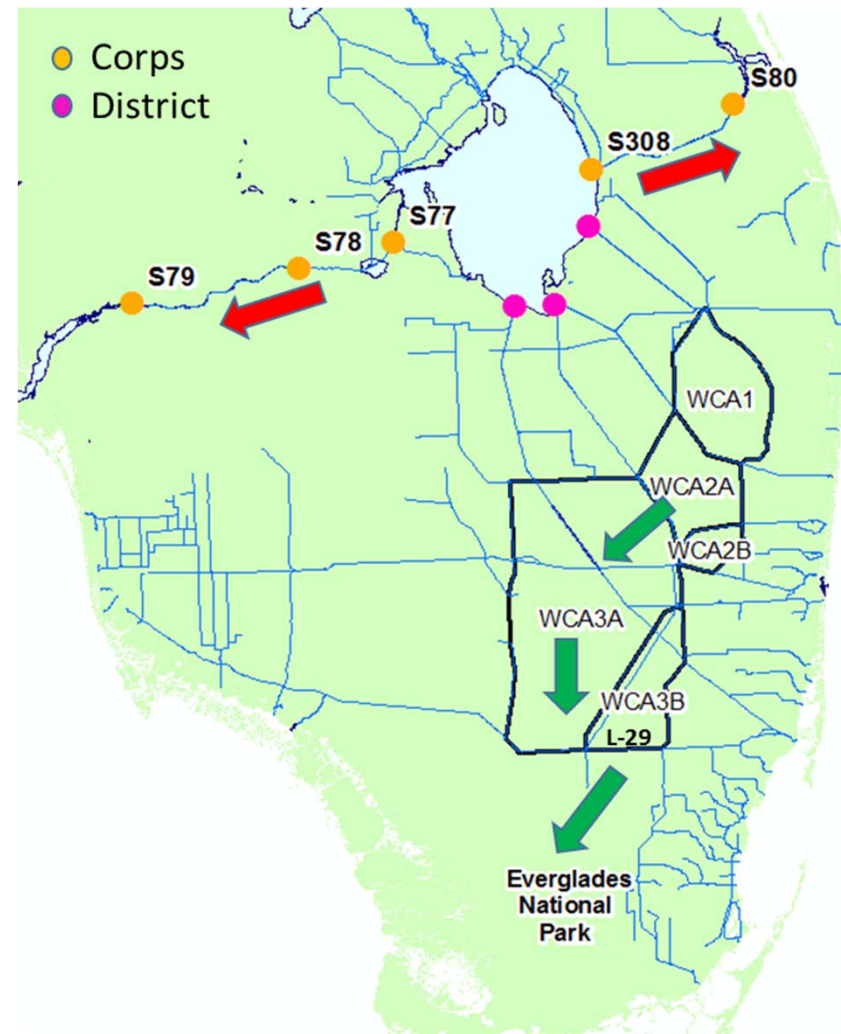 Corps
District
S80
S308
S77
S78
S79
WCA1
WCA2A
WCA2B
WCA3A
WCA3B
L-29
Everglades
National
Park